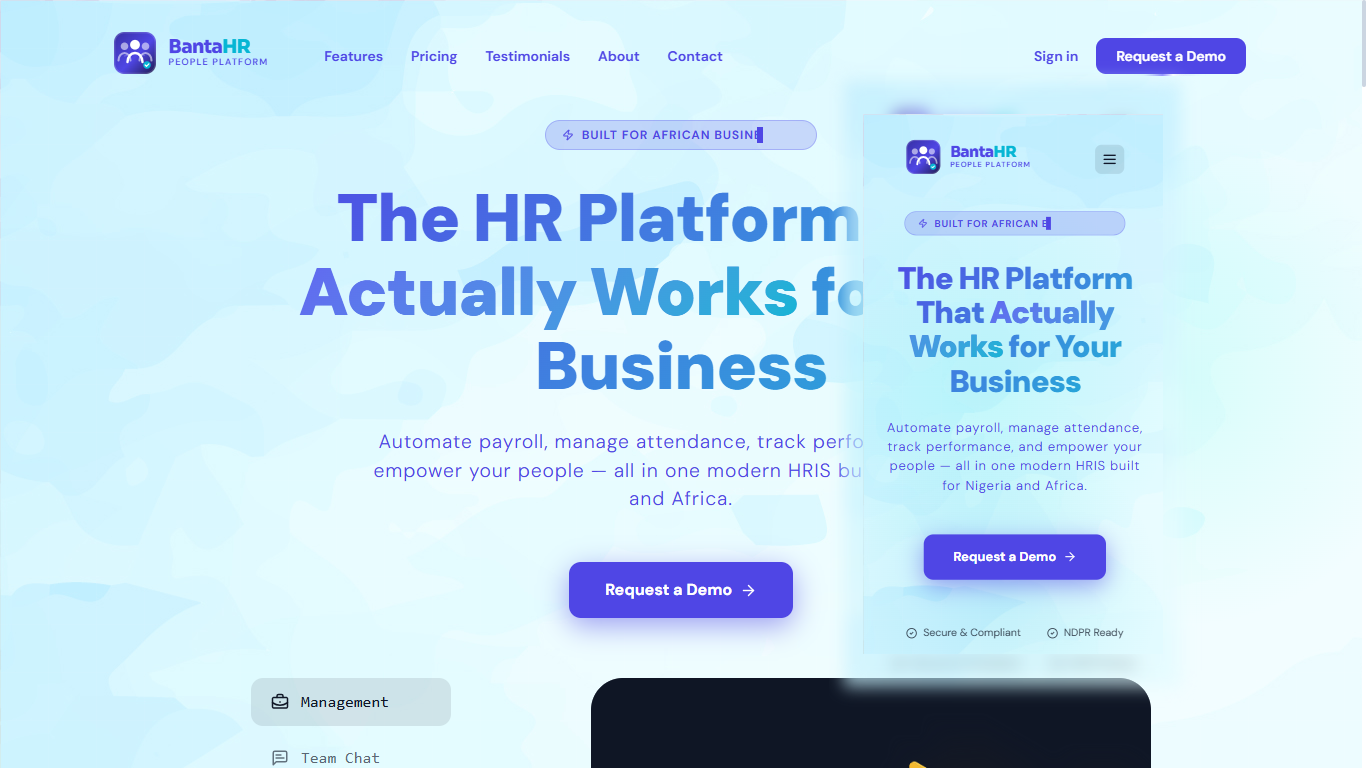 BantaHR
PEOPLE PLATFORM
Features
Pricing
Testimonials
About
Contact
Sign in
Request a Demo
BUILT FOR AFRICAN BUSINE
The HR Platform
Actually Works
Business
Automate payroll, manage attendance, track
empower your people — all in one modern HRIS
and Africa.
Request a Demo
Management
Team Chat
BantaHR
PEOPLE PLATFORM
BUILT FOR AFRICAN
The HR Platform
That Actually
Works for Your
Business
Automate payroll, manage attendance,
track performance, and empower your
people — all in one modern HRIS built
for Nigeria and Africa.
Request a Demo
Secure & Compliant
NDPR Ready